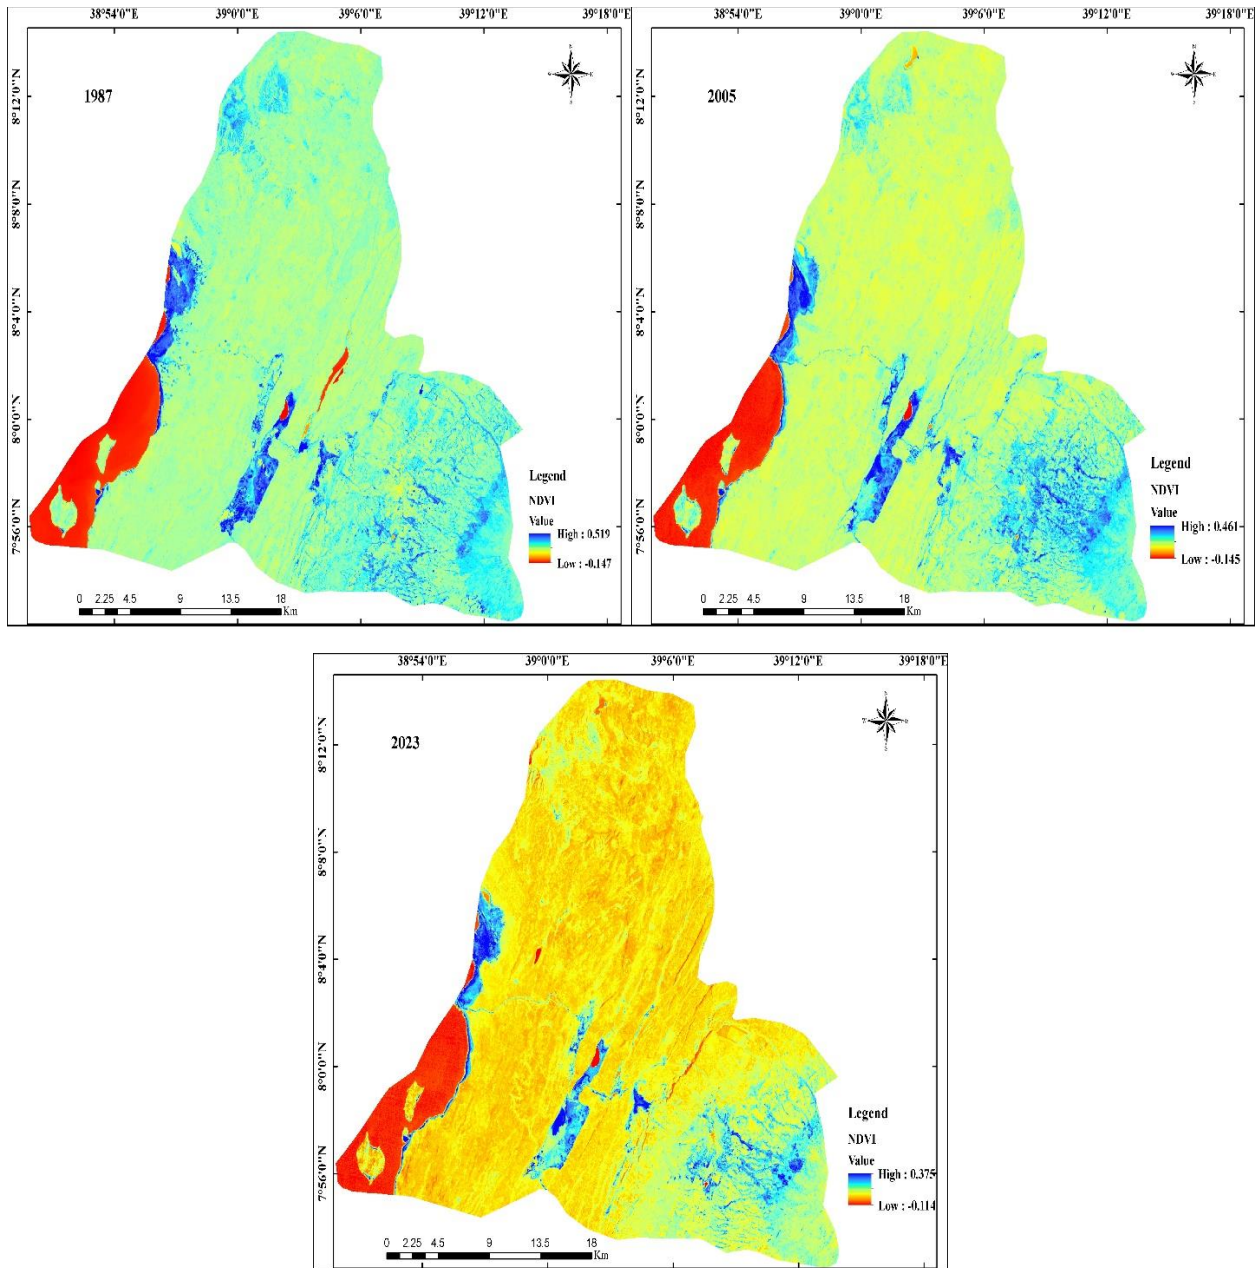 38°54'0"E 39°0'0"E 39°6'0"E 39°12'0"E 39°18'0"E
8°12'0"N
8°8'0"N
8°4'0"N
8°0'0"N
7°56'0"N
1987
N
Legend
NDVI
Value
High : 0.519
Low : -0.147
0 2.25 4.5 9 13.5 18
Km
38°54'0"E 39°0'0"E 39°6'0"E 39°12'0"E 39°18'0"E
8°12'0"N
8°8'0"N
8°4'0"N
8°0'0"N
7°56'0"N
2005
N
Legend
NDVI
Value
High : 0.461
Low : -0.145
0 2.25 4.5 9 13.5 18
Km
38°54'0"E 39°0'0"E 39°6'0"E 39°12'0"E 39°18'0"E
8°12'0"N
8°8'0"N
8°4'0"N
8°0'0"N
7°56'0"N
2023
N
Legend
NDVI
Value
High : 0.375
Low : -0.114
0 2.25 4.5 9 13.5 18
Km